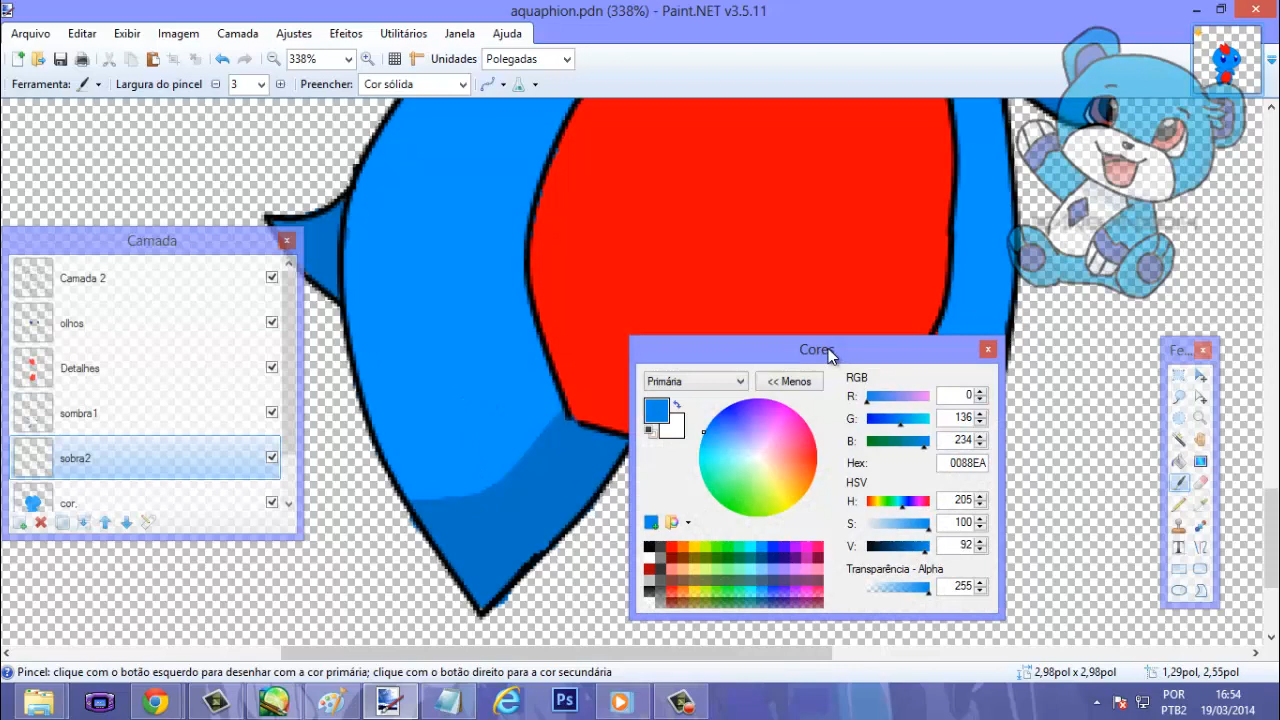 aquaphion.pdn (338%) - Paint.NET v3.5.11
Arquivo Editar Exibir Imagem Camada Ajustes Efeitos Utilitários Janela Ajuda
338% Unidades Polegadas
Ferramenta: Largura do pincel 3 Preencher: Cor sólida
Camada
Camada 2
olhos
Detalhes
sombra1
sobra2
cor.
Cores
Primária << Menos
RGB
R: 0
G: 136
B: 234
Hex: 0088EA
HSV
H: 205
S: 100
V: 92
Transparência - Alpha
255
Fe...
Pincel: clique com o botão esquerdo para desenhar com a cor primária; clique com o botão direito para a cor secundária
2,98pol x 2,98pol 1,29pol, 2,55pol
Ps
POR
PTB2
16:54
19/03/2014